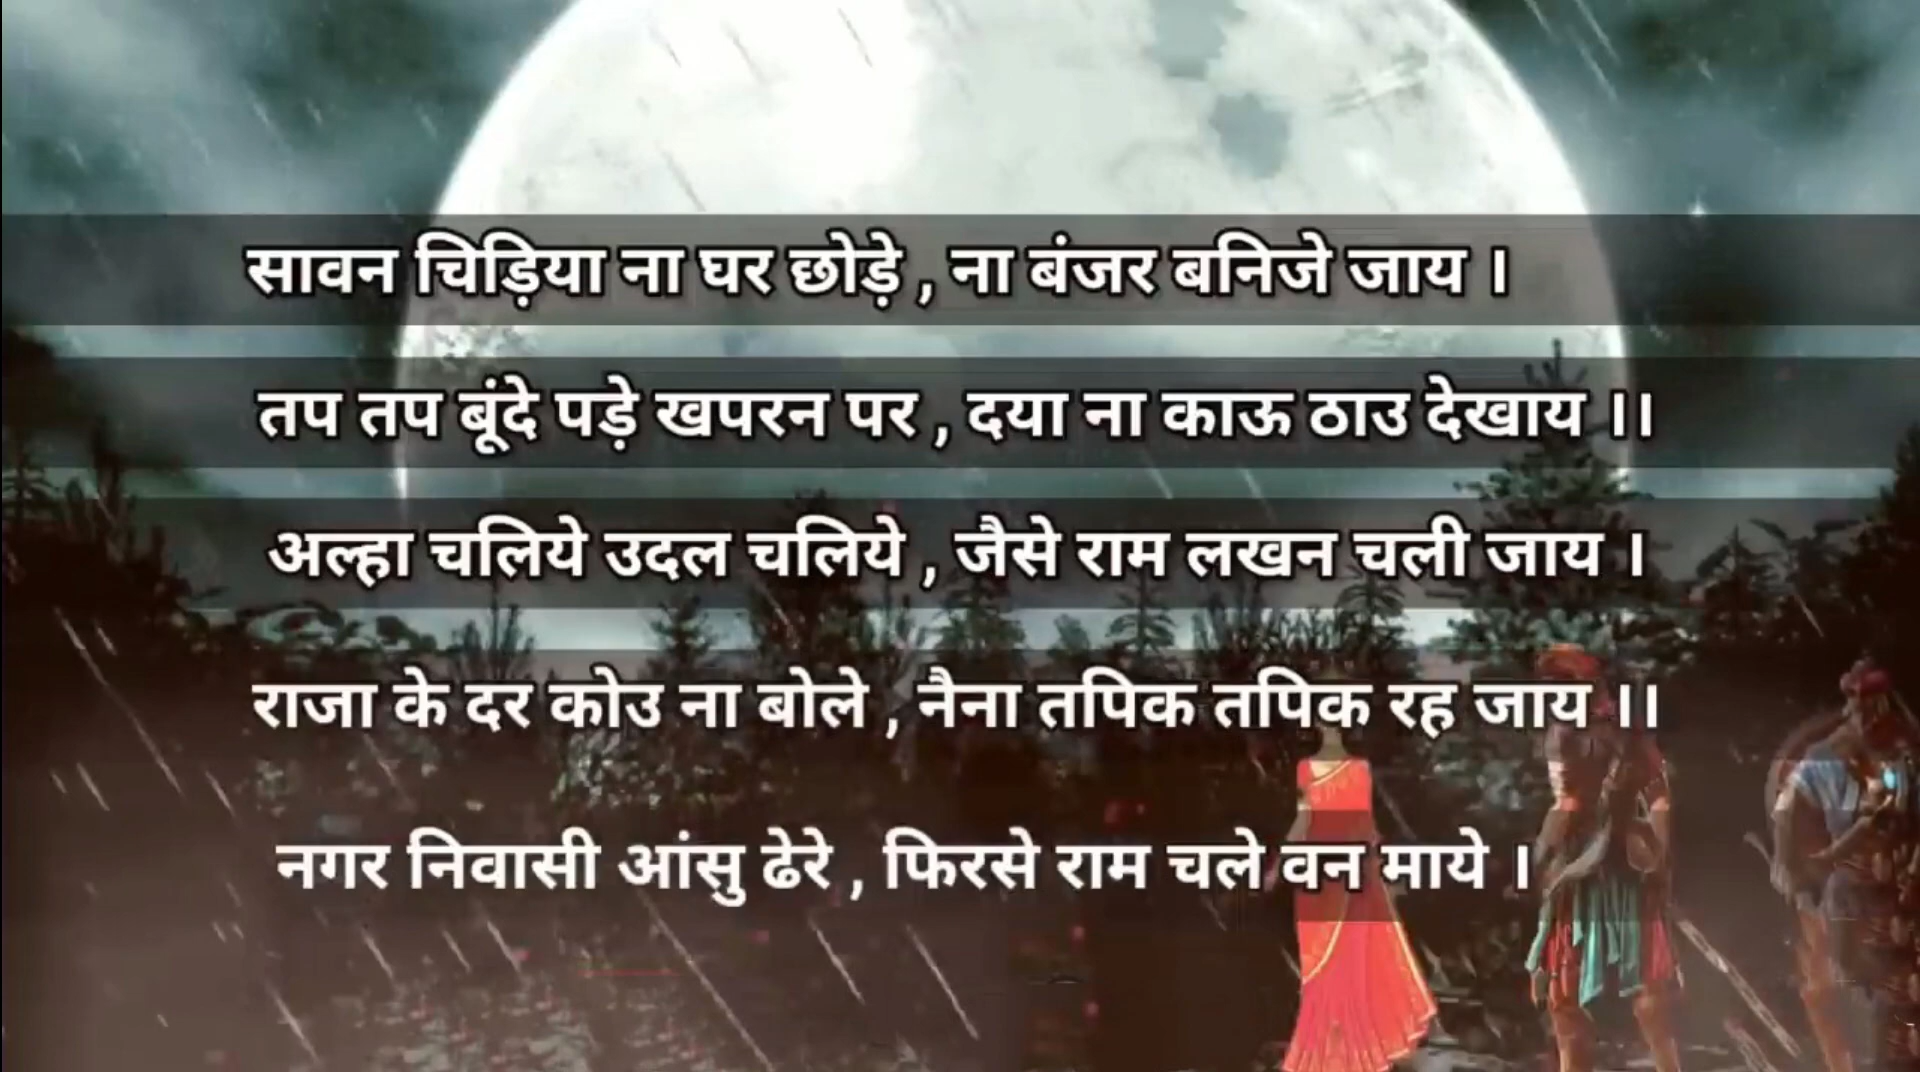 सावन चिड़िया ना घर छोड़े , ना बंजर बनिजे जाय ।
तप तप बूंदे पड़े खपरन पर , दया ना काऊ ठाउ देखाय ।।
अल्हा चलिये उदल चलिये , जैसे राम लखन चली जाय ।
राजा के दर कोउ ना बोले , नैना तपिक तपिक रह जाय ।।
नगर निवासी आंसु ढेरे , फिरसे राम चले वन माये ।